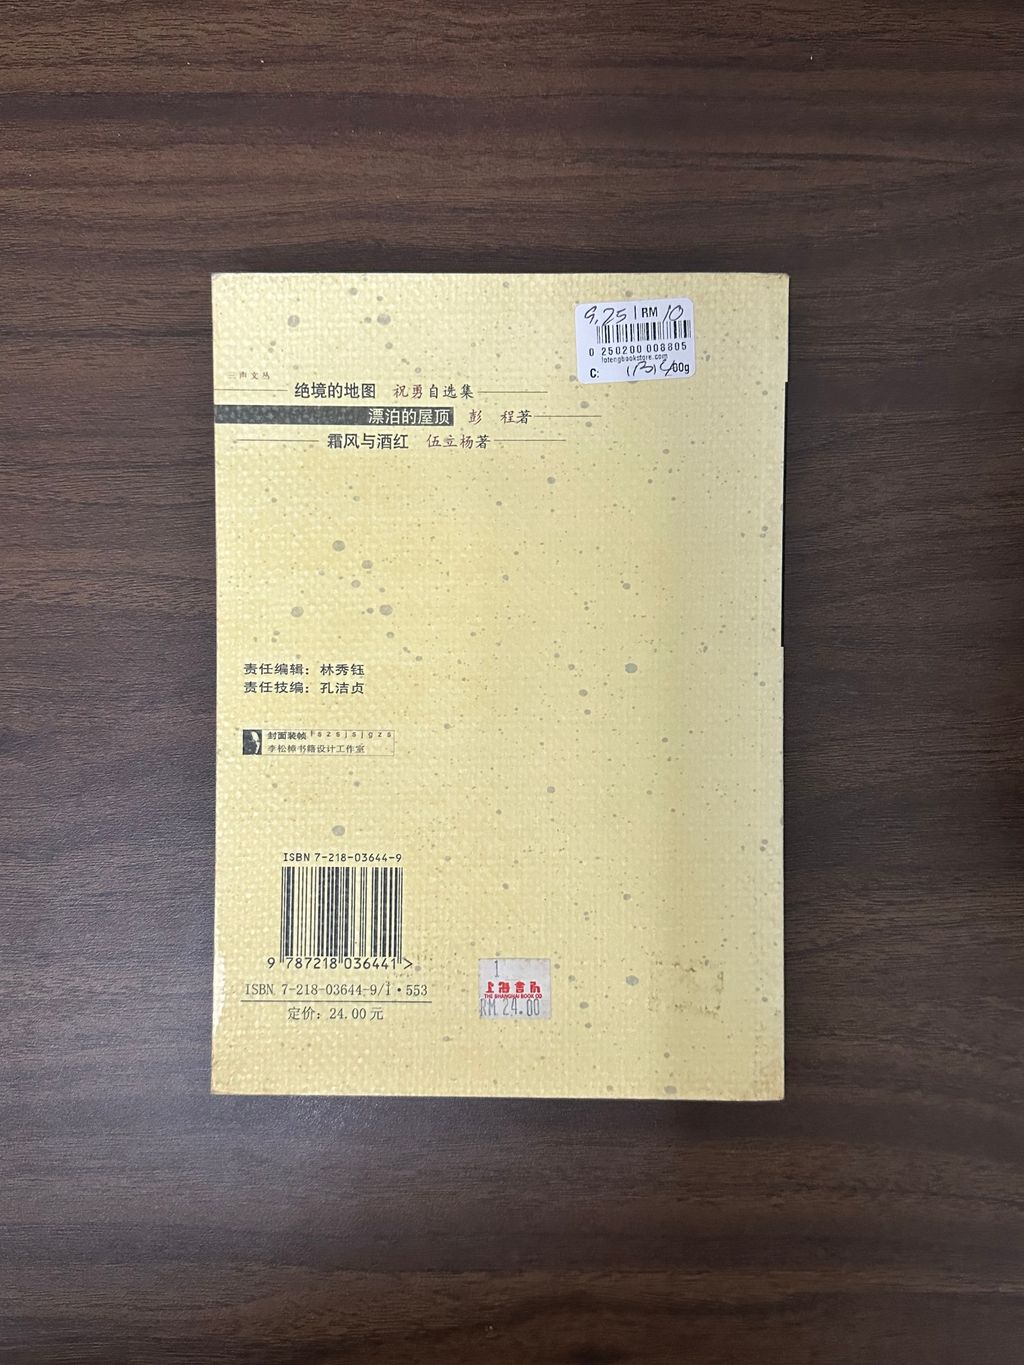 9.25 RM 10
0 250200 008805
lotengbookstore.com
C: 400g
三声文丛
绝境的地图 祝勇自选集
漂泊的屋顶 彭 程著
霜风与酒红 伍立杨著
责任编辑：林秀钰
责任技编：孔洁贞
封面装帧 fszsjsjgzs
李松樟书籍设计工作室
ISBN 7-218-03644-9
9 787218 036441 >
ISBN 7-218-03644-9/I·553
定价：24.00 元
1
上海书局
THE SHANGHAI BOOK CO
RM 24.00